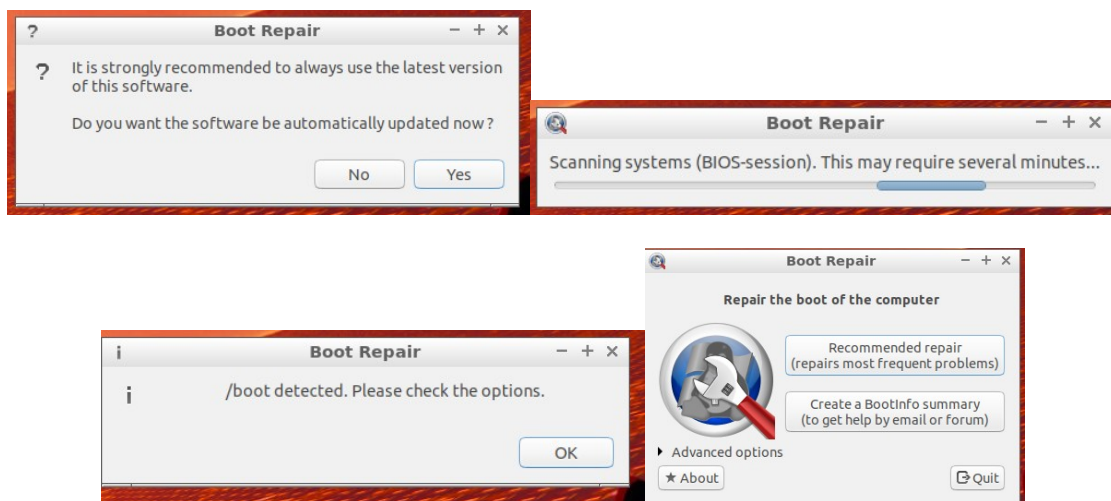 Boot Repair
It is strongly recommended to always use the latest version
of this software.
Do you want the software be automatically updated now ?
No
Yes
Boot Repair
Scanning systems (BIOS-session). This may require several minutes...
Boot Repair
/boot detected. Please check the options.
OK
Boot Repair
Repair the boot of the computer
Recommended repair
(repairs most frequent problems)
Create a BootInfo summary
(to get help by email or forum)
Advanced options
About
Quit